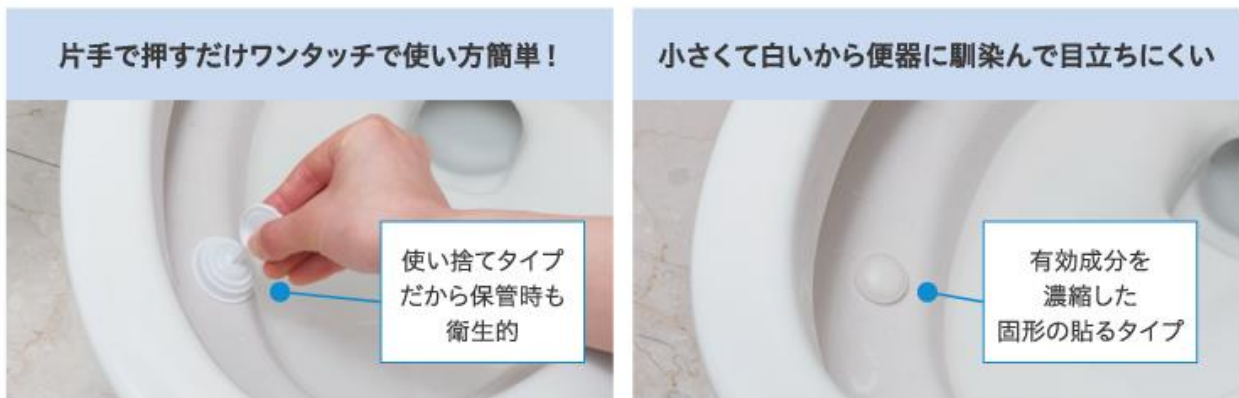 片手で押すだけワンタッチで使い方簡単！
使い捨てタイプ
だから保管時も
衛生的
小さくて白いから便器に馴染んで目立ちにくい
有効成分を
濃縮した
固形の貼るタイプ